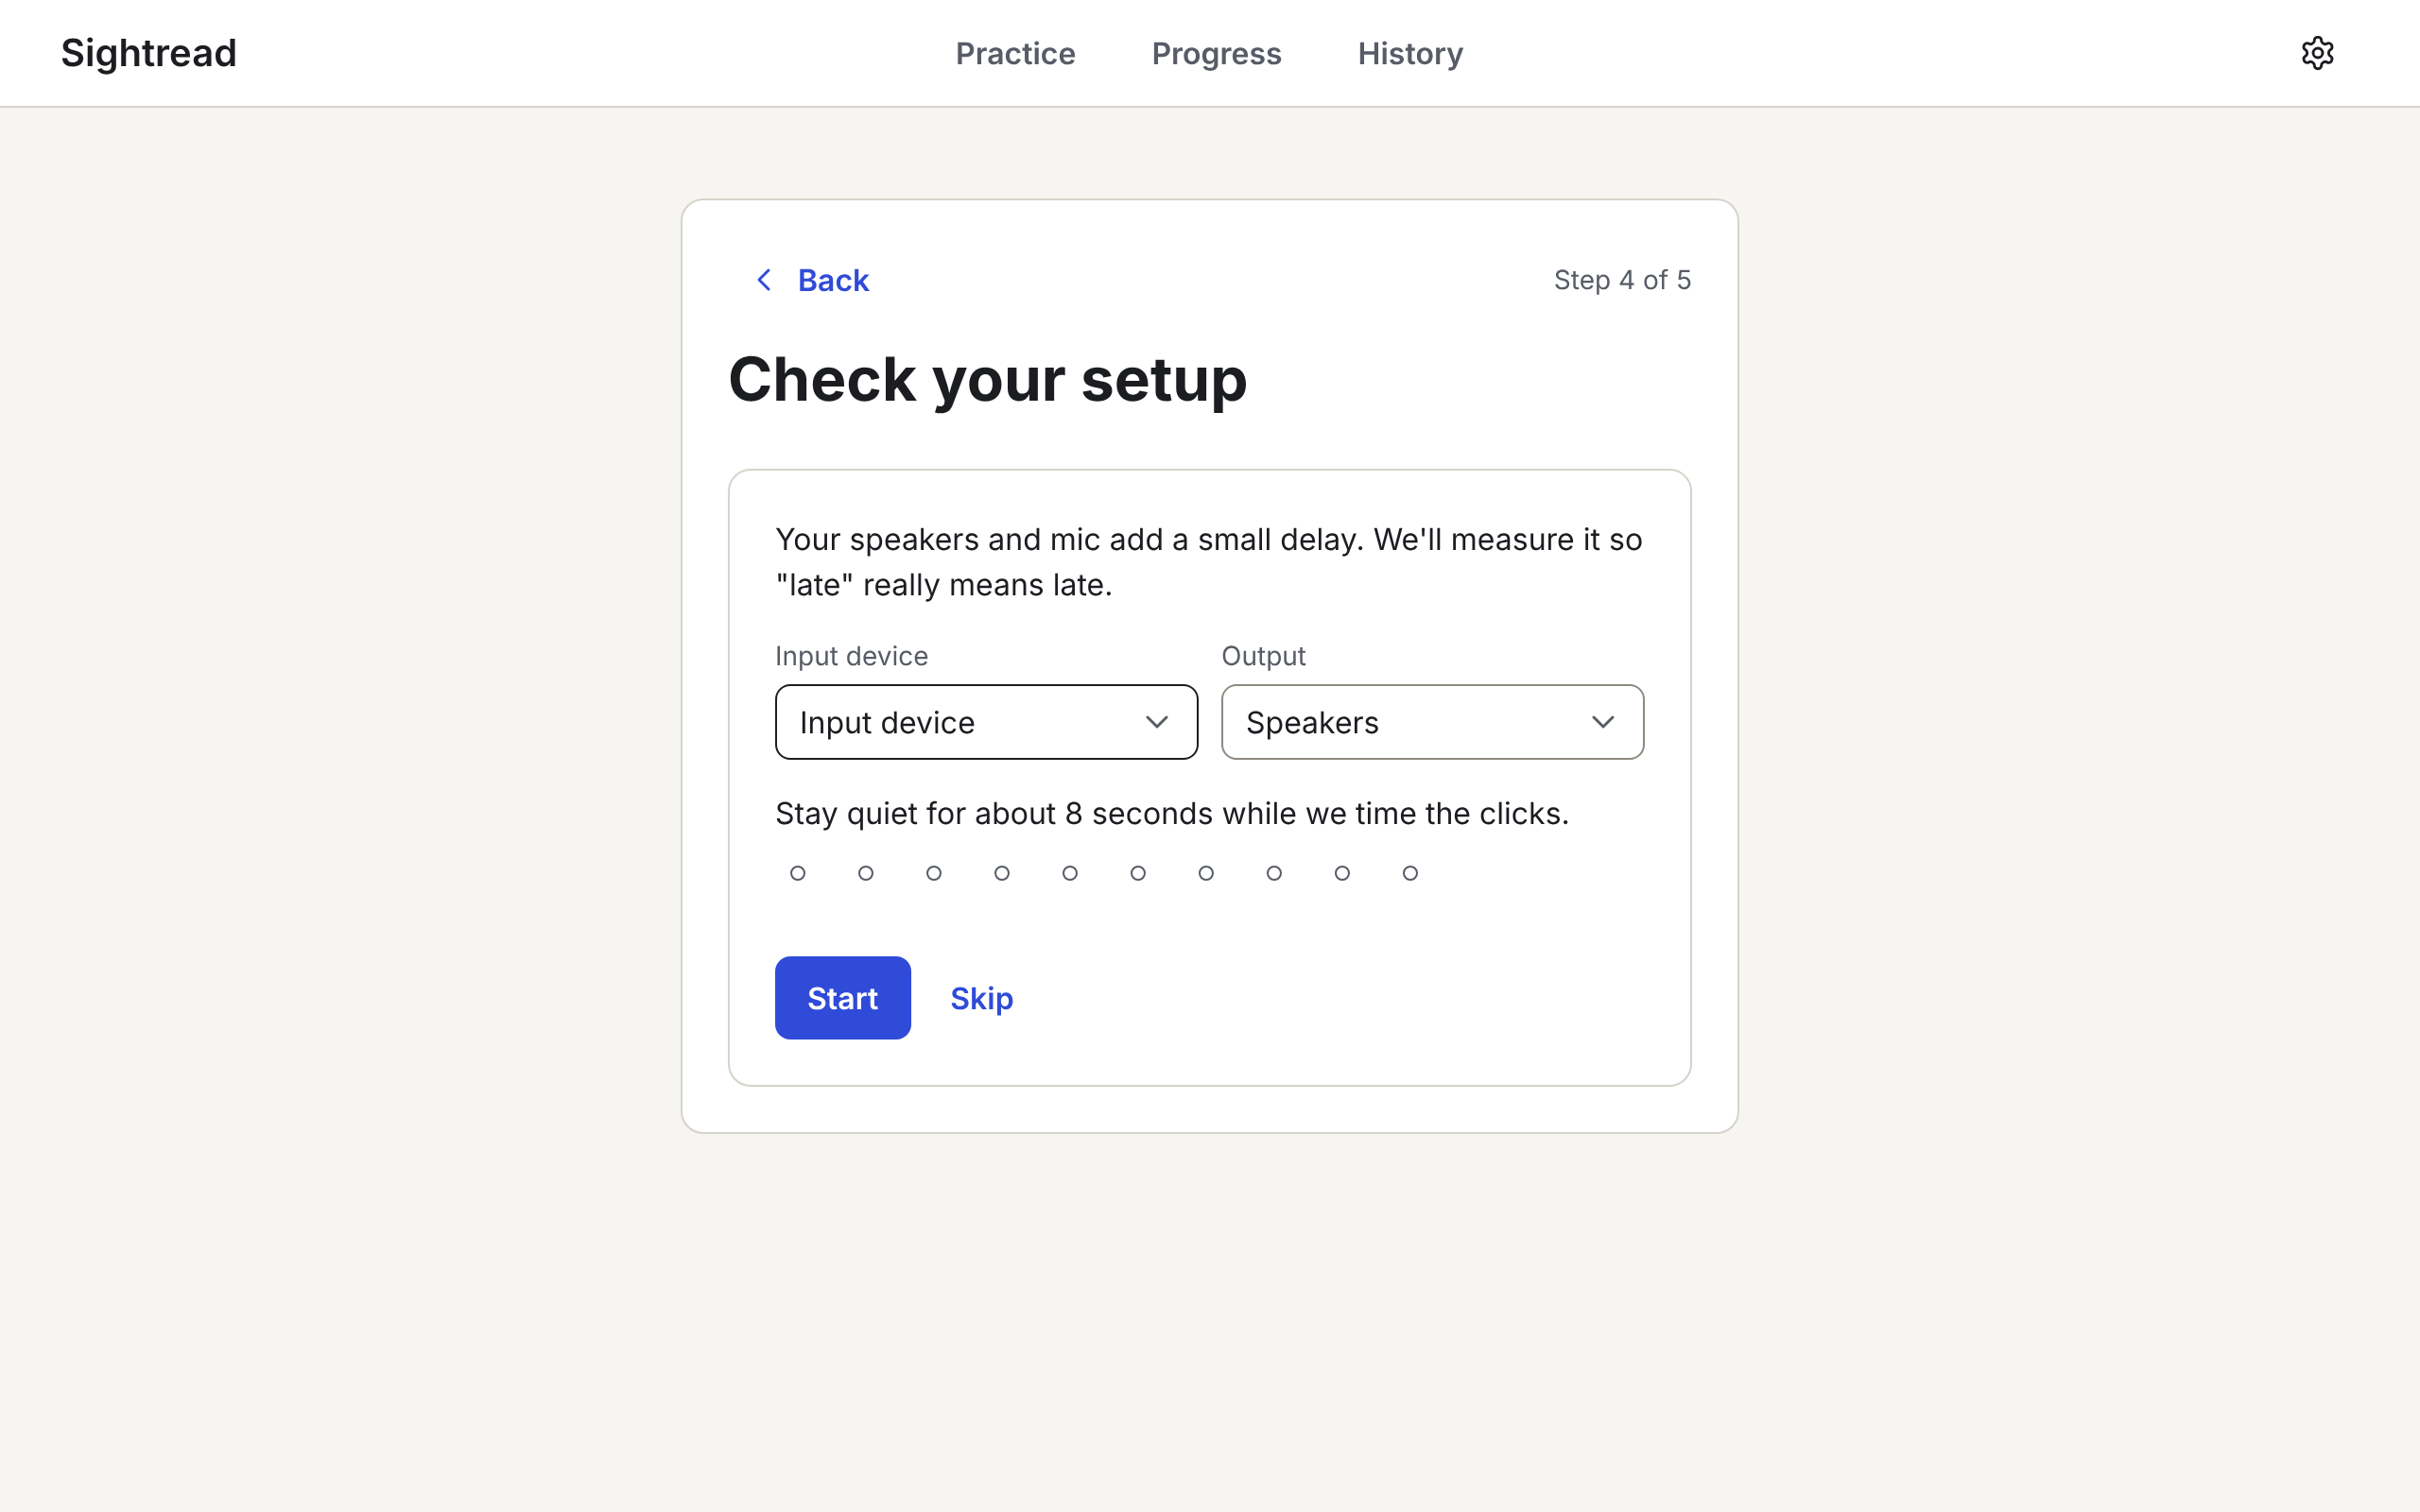 Sightread
Practice
Progress
History
Back
Step 4 of 5
Check your setup
Your speakers and mic add a small delay. We'll measure it so
"late" really means late.
Input device
Output
Input device
Speakers
Stay quiet for about 8 seconds while we time the clicks.
Start
Skip